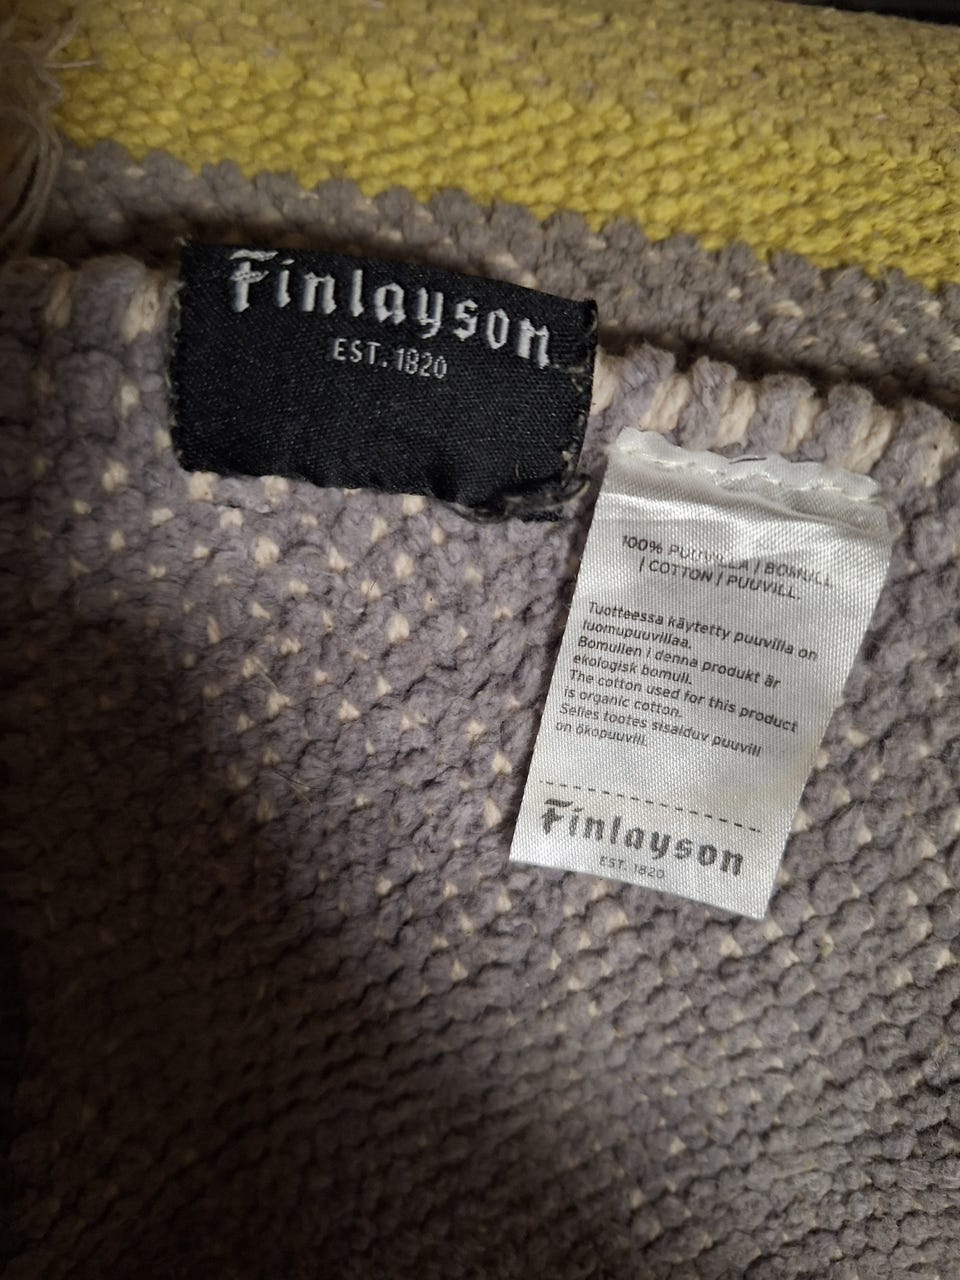 Finlayson
EST. 1820
100% PUUVILLA | BOMULL
| COTTON | PUUVILL.
Tuotteessa käytetty puuvilla on
luomupuuvillaa.
Bomullen i denna produkt är
ekologisk bomull.
The cotton used for this product
is organic cotton.
Selles tootes sisalduv puuvill
on ökopuuvill.
Finlayson
EST. 1820